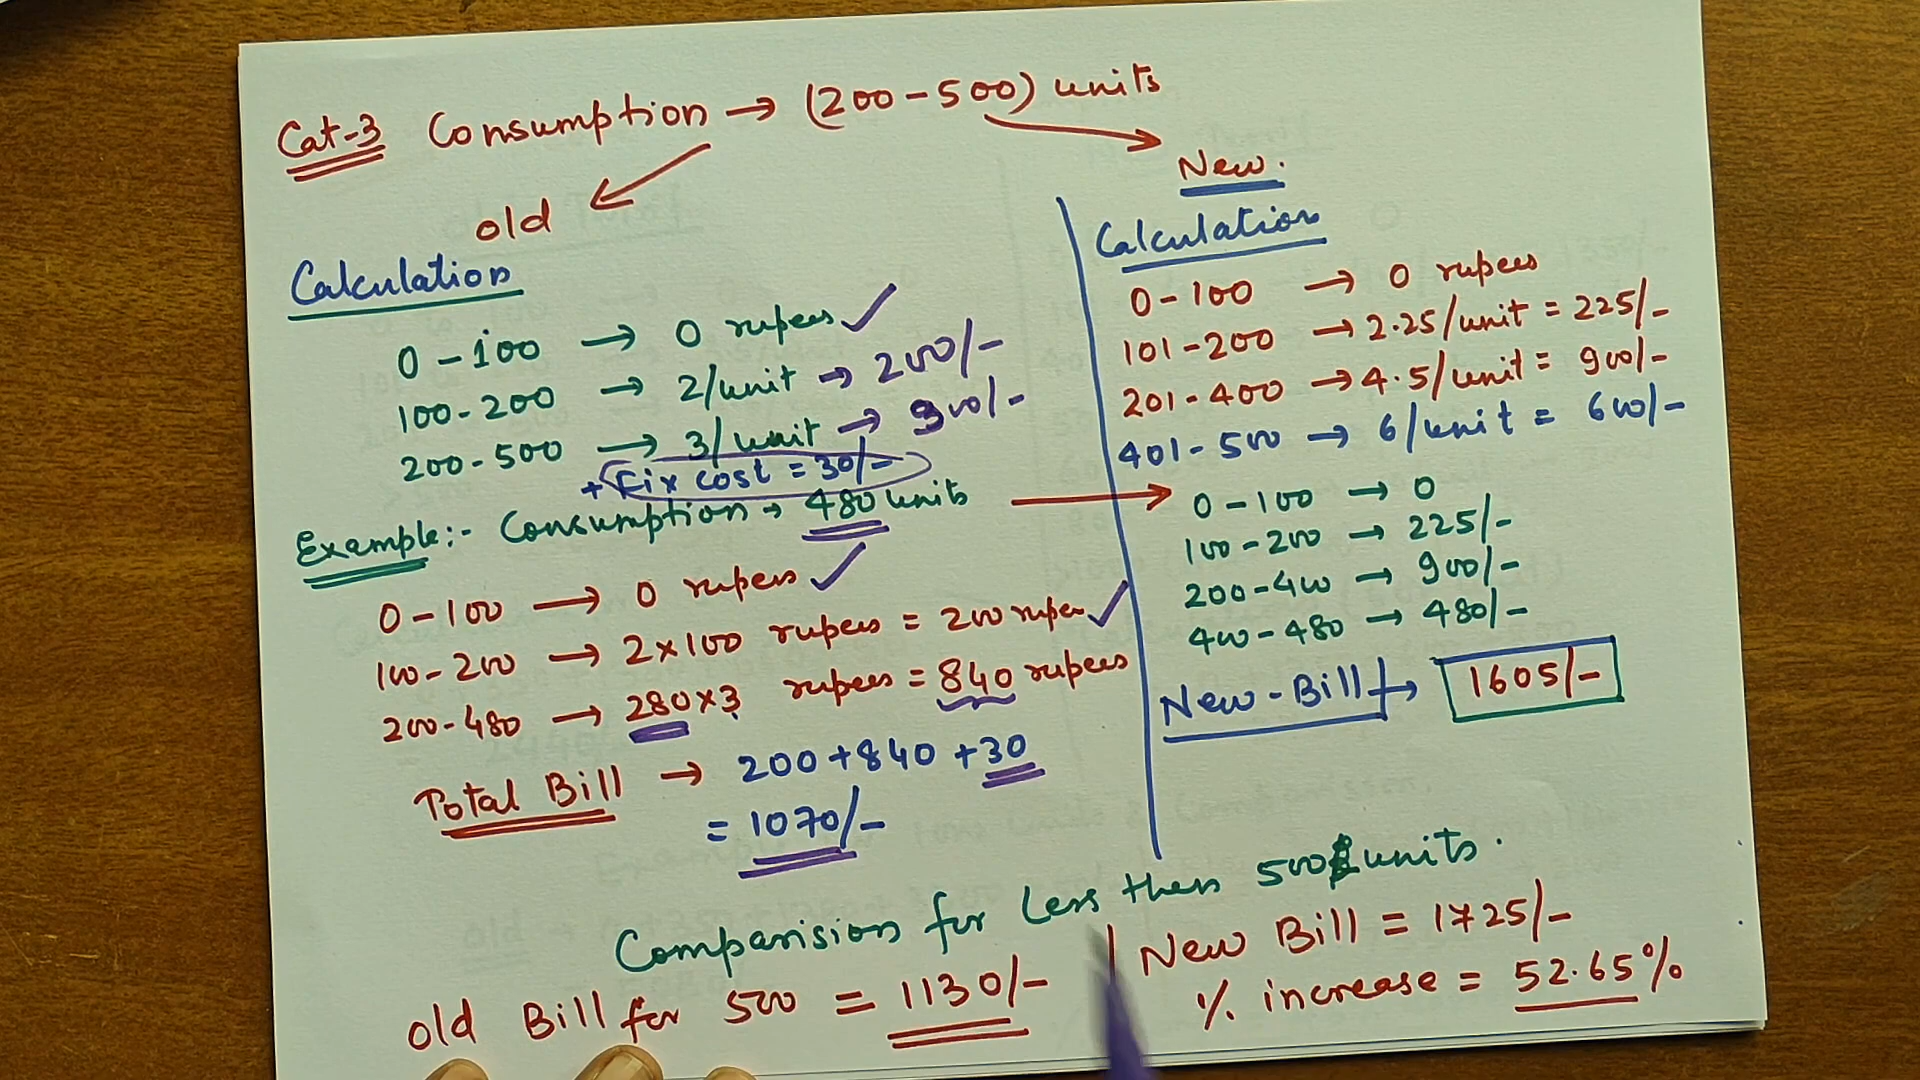 Cat-3 Consumption → (200-500) units
old
Calculation
0-100 → 0 rupees ✓
100-200 → 2/unit → 200/-
200-500 → 3/unit → 900/-
+ Fix cost = 30/-
Example:- Consumption → 480 units
0-100 → 0 rupees ✓
100-200 → 2×100 rupees = 200 rupees ✓
200-480 → 280×3 rupees = 840 rupees
Total Bill → 200+840+30
= 1070/-
New.
Calculation
0-100 → 0 rupees
101-200 → 2.25/unit = 225/-
201-400 → 4.5/unit = 900/-
401-500 → 6/unit = 600/-
0-100 → 0
100-200 → 225/-
200-400 → 900/-
400-480 → 480/-
New-Bill → 1605/-
Comparision for Less then 500 units.
old Bill for 500 = 1130/-
New Bill = 1725/-
% increase = 52.65%